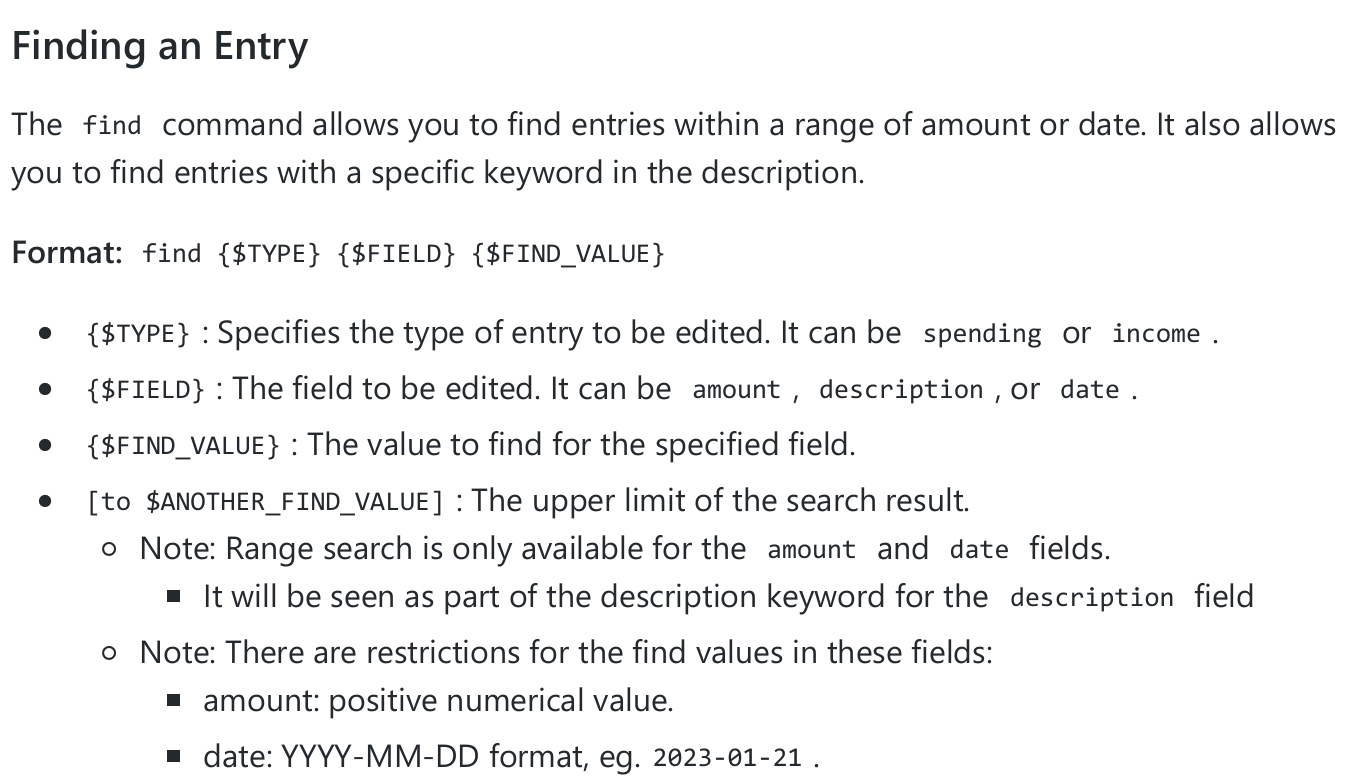 Finding an Entry
The find command allows you to find entries within a range of amount or date. It also allows
you to find entries with a specific keyword in the description.
Format: find {$TYPE} {$FIELD} {$FIND_VALUE}
• {$TYPE} : Specifies the type of entry to be edited. It can be spending or income .
• {$FIELD} : The field to be edited. It can be amount , description , or date .
• {$FIND_VALUE} : The value to find for the specified field.
• [to $ANOTHER_FIND_VALUE] : The upper limit of the search result.
○ Note: Range search is only available for the amount and date fields.
■ It will be seen as part of the description keyword for the description field
○ Note: There are restrictions for the find values in these fields:
■ amount: positive numerical value.
■ date: YYYY-MM-DD format, eg. 2023-01-21 .